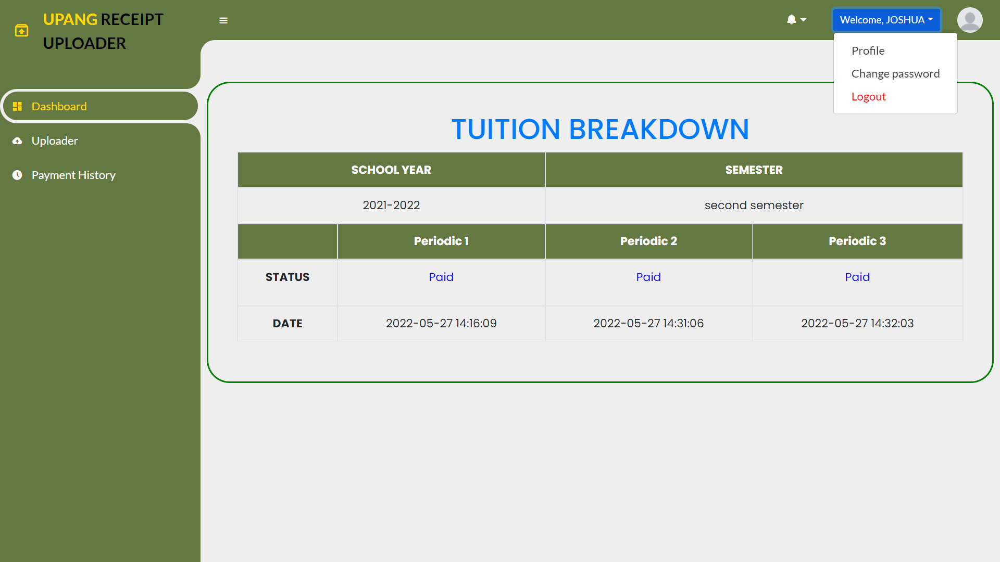 UPANG RECEIPT
UPLOADER
Welcome, JOSHUA
Profile
Change password
Logout
Dashboard
Uploader
Payment History
TUITION BREAKDOWN
SCHOOL YEAR SEMESTER
2021-2022 second semester
Periodic 1 Periodic 2 Periodic 3
STATUS Paid Paid Paid
DATE 2022-05-27 14:16:09 2022-05-27 14:31:06 2022-05-27 14:32:03